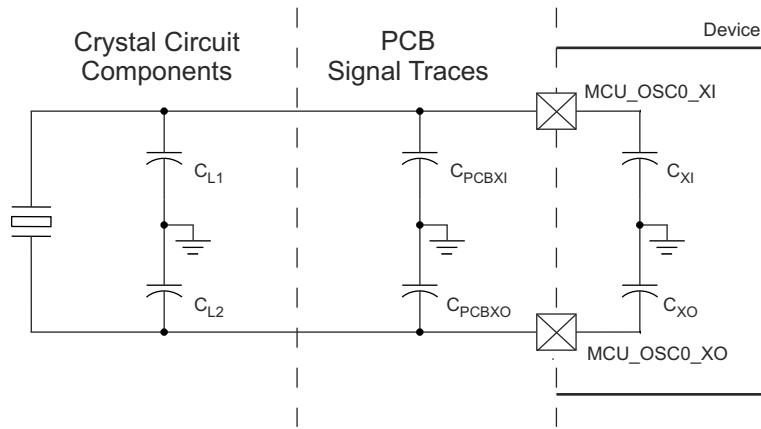 Crystal Circuit
Components
PCB
Signal Traces
Device
MCU_OSC0_XI
CL1
CPCBXI
CXI
CL2
CPCBXO
CXO
MCU_OSC0_XO